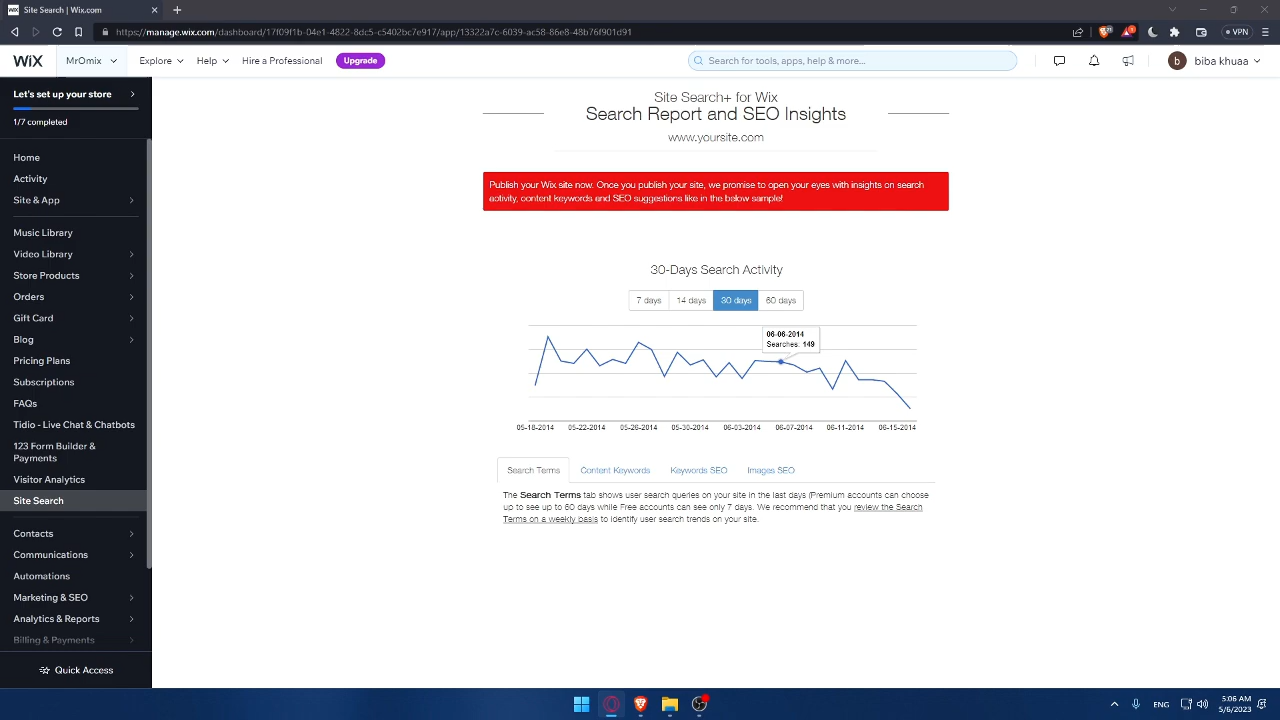 Site Search | Wix.com
https://manage.wix.com/dashboard/17f09f1b-04e1-4822-8dc5-c5402bc7e917/app/13322a7c-6039-ac58-86e8-48b76f901d91
VPN
WIX
MrOmix
Explore
Help
Hire a Professional
Upgrade
Search for tools, apps, help & more...
b
biba khuaa
Let's set up your store
1/7 completed
Home
Activity
Site & App
Music Library
Video Library
Store Products
Orders
Gift Card
Blog
Pricing Plans
Subscriptions
FAQs
Tidio - Live Chat & Chatbots
123 Form Builder &
Payments
Visitor Analytics
Site Search
Contacts
Communications
Automations
Marketing & SEO
Analytics & Reports
Billing & Payments
Quick Access
Site Search+ for Wix
Search Report and SEO Insights
www.yoursite.com
Publish your Wix site now. Once you publish your site, we promise to open your eyes with insights on search
activity, content keywords and SEO suggestions like in the below sample!
30-Days Search Activity
7 days 14 days 30 days 60 days
06-06-2014
Searches: 149
05-18-2014 05-22-2014 05-26-2014 05-30-2014 06-03-2014 06-07-2014 06-11-2014 06-15-2014
Search Terms Content Keywords Keywords SEO Images SEO
The Search Terms tab shows user search queries on your site in the last days (Premium accounts can choose
up to see up to 60 days while Free accounts can see only 7 days. We recommend that you review the Search
Terms on a weekly basis to identify user search trends on your site.
ENG
5:06 AM
5/6/2023